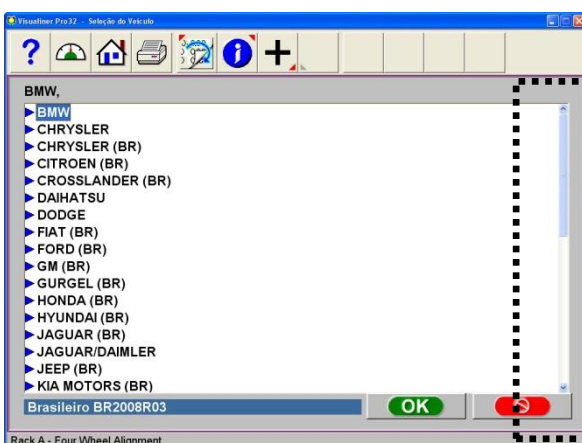 Visualiner Pro32 - Seleção do Veículo
?
i
BMW,
BMW
CHRYSLER
CHRYSLER (BR)
CITROEN (BR)
CROSSLANDER (BR)
DAIHATSU
DODGE
FIAT (BR)
FORD (BR)
GM (BR)
GURGEL (BR)
HONDA (BR)
HYUNDAI (BR)
JAGUAR (BR)
JAGUAR/DAIMLER
JEEP (BR)
KIA MOTORS (BR)
Brasileiro BR2008R03 OK
Rack A - Four Wheel Alignment